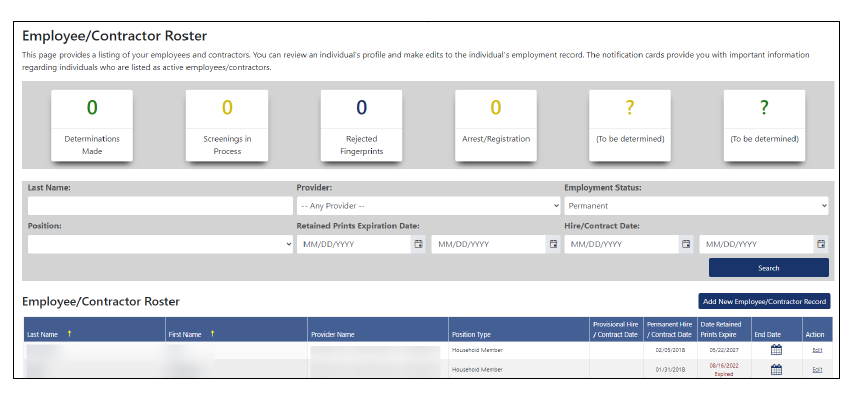 Employee/Contractor Roster
This page provides a listing of your employees and contractors. You can review an individual's profile and make edits to the individual's employment record. The notification cards provide you with important information
regarding individuals who are listed as active employees/contractors.
0 0 0 0 ? ?
Determinations Screenings in Rejected Arrest/Registration (To be determined) (To be determined)
Made Process Fingerprints
Last Name: Provider: Employment Status:
-- Any Provider -- Permanent
Position: Retained Prints Expiration Date: Hire/Contract Date:
MM/DD/YYYY MM/DD/YYYY MM/DD/YYYY MM/DD/YYYY
Search
Employee/Contractor Roster Add New Employee/Contractor Record
Provisional Hire Permanent Hire Date Retained
Last Name ↑ First Name ↑ Provider Name Position Type / Contract Date / Contract Date Prints Expire End Date Action
Household Member 02/05/2018 05/22/2027 Edit
Household Member 01/31/2018 08/16/2022 Edit
Expired